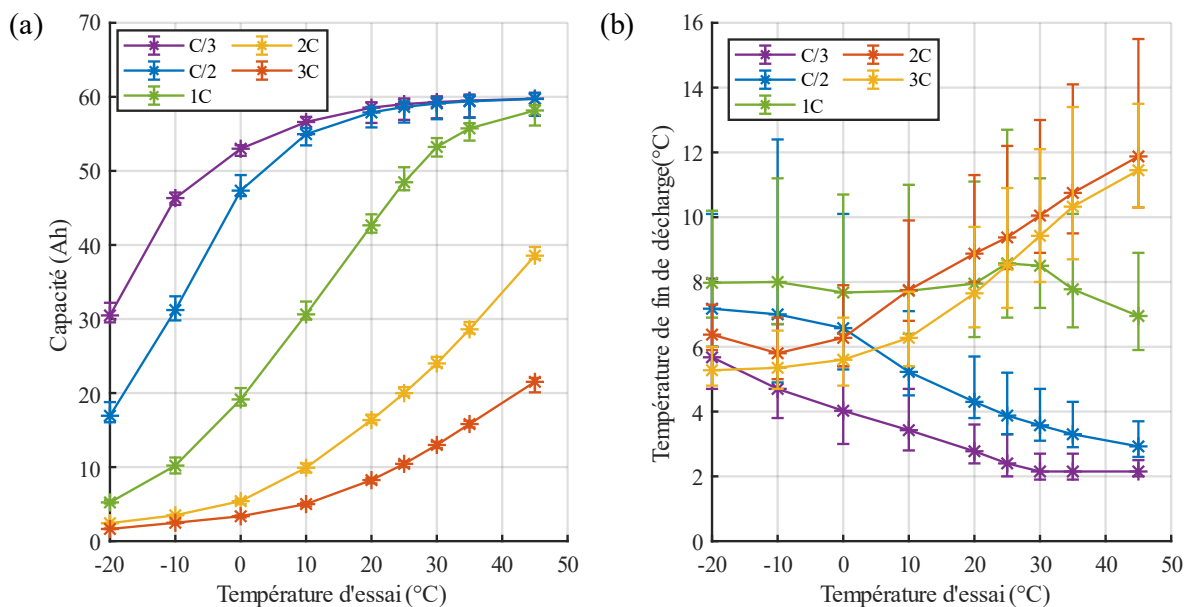 (a)
70
60
50
40
30
20
10
0
Capacité (Ah)
C/3 2C
C/2 3C
1C
-20 -10 0 10 20 30 40 50
Température d'essai (°C)
(b)
16
14
12
10
8
6
4
2
0
Température de fin de décharge(°C)
C/3 2C
C/2 3C
1C
-20 -10 0 10 20 30 40 50
Température d'essai (°C)